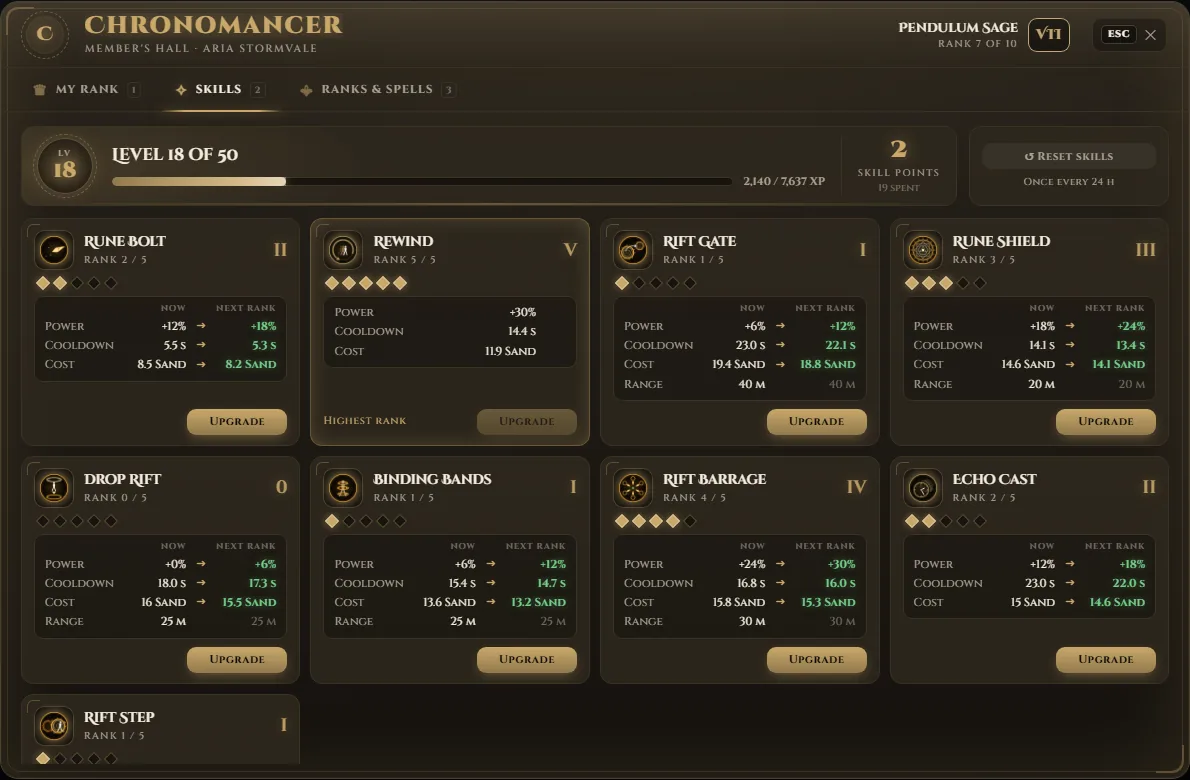 C
CHRONOMANCER
MEMBER'S HALL · ARIA STORMVALE
PENDULUM SAGE
RANK 7 OF 10
VII
ESC
MY RANK 1
SKILLS 2
RANKS & SPELLS 3
LV
18
LEVEL 18 OF 50
2,140 / 7,637 XP
2
SKILL POINTS
19 SPENT
↺ RESET SKILLS
ONCE EVERY 24 H
RUNE BOLT
RANK 2 / 5
II
NOW NEXT RANK
POWER +12% → +18%
COOLDOWN 5.5 S → 5.3 S
COST 8.5 SAND → 8.2 SAND
UPGRADE
REWIND
RANK 5 / 5
V
POWER +30%
COOLDOWN 14.4 S
COST 11.9 SAND
HIGHEST RANK
UPGRADE
RIFT GATE
RANK 1 / 5
I
NOW NEXT RANK
POWER +6% → +12%
COOLDOWN 23.0 S → 22.1 S
COST 19.4 SAND → 18.8 SAND
RANGE 40 M 40 M
UPGRADE
RUNE SHIELD
RANK 3 / 5
III
NOW NEXT RANK
POWER +18% → +24%
COOLDOWN 14.1 S → 13.4 S
COST 14.6 SAND → 14.1 SAND
RANGE 20 M 20 M
UPGRADE
DROP RIFT
RANK 0 / 5
0
NOW NEXT RANK
POWER +0% → +6%
COOLDOWN 18.0 S → 17.3 S
COST 16 SAND → 15.5 SAND
RANGE 25 M 25 M
UPGRADE
BINDING BANDS
RANK 1 / 5
I
NOW NEXT RANK
POWER +6% → +12%
COOLDOWN 15.4 S → 14.7 S
COST 13.6 SAND → 13.2 SAND
RANGE 25 M 25 M
UPGRADE
RIFT BARRAGE
RANK 4 / 5
IV
NOW NEXT RANK
POWER +24% → +30%
COOLDOWN 16.8 S → 16.0 S
COST 15.8 SAND → 15.3 SAND
RANGE 30 M 30 M
UPGRADE
ECHO CAST
RANK 2 / 5
II
NOW NEXT RANK
POWER +12% → +18%
COOLDOWN 23.0 S → 22.0 S
COST 15 SAND → 14.6 SAND
UPGRADE
RIFT STEP
RANK 1 / 5
I